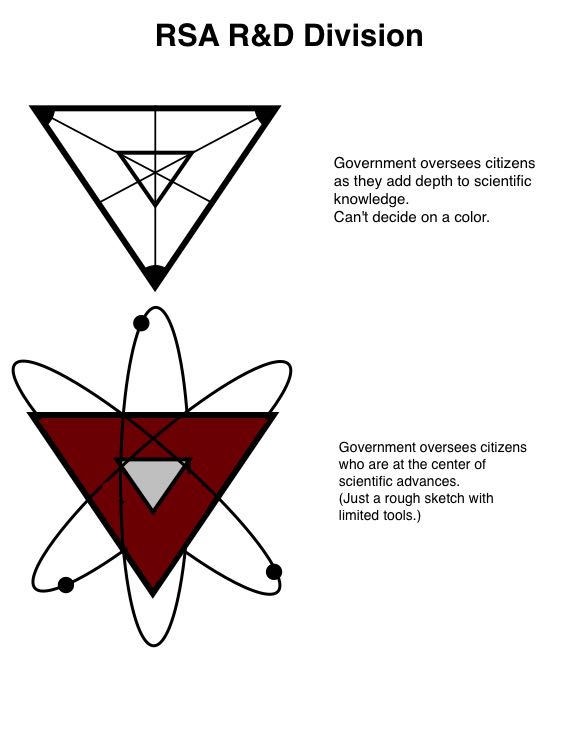 RSA R&D Division
Government oversees citizens
as they add depth to scientific
knowledge.
Can't decide on a color.
Government oversees citizens
who are at the center of
scientific advances.
(Just a rough sketch with
limited tools.)